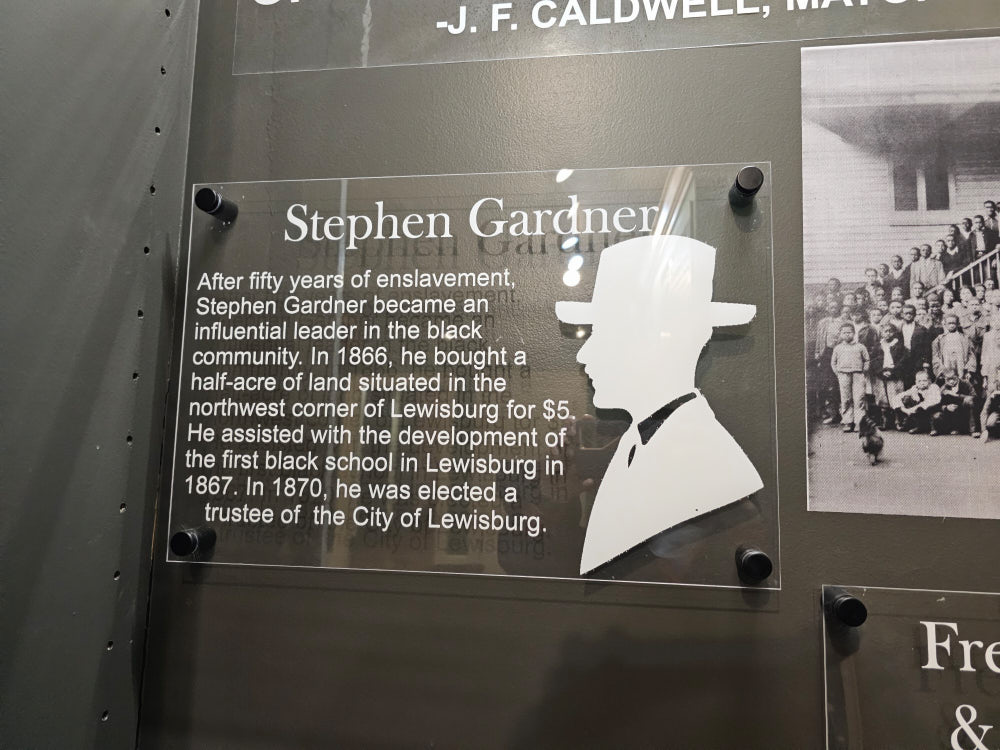 -J. F. CALDWELL,
Stephen Gardner
After fifty years of enslavement,
Stephen Gardner became an
influential leader in the black
community. In 1866, he bought a
half-acre of land situated in the
northwest corner of Lewisburg for $5.
He assisted with the development of
the first black school in Lewisburg in
1867. In 1870, he was elected a
trustee of the City of Lewisburg.
&